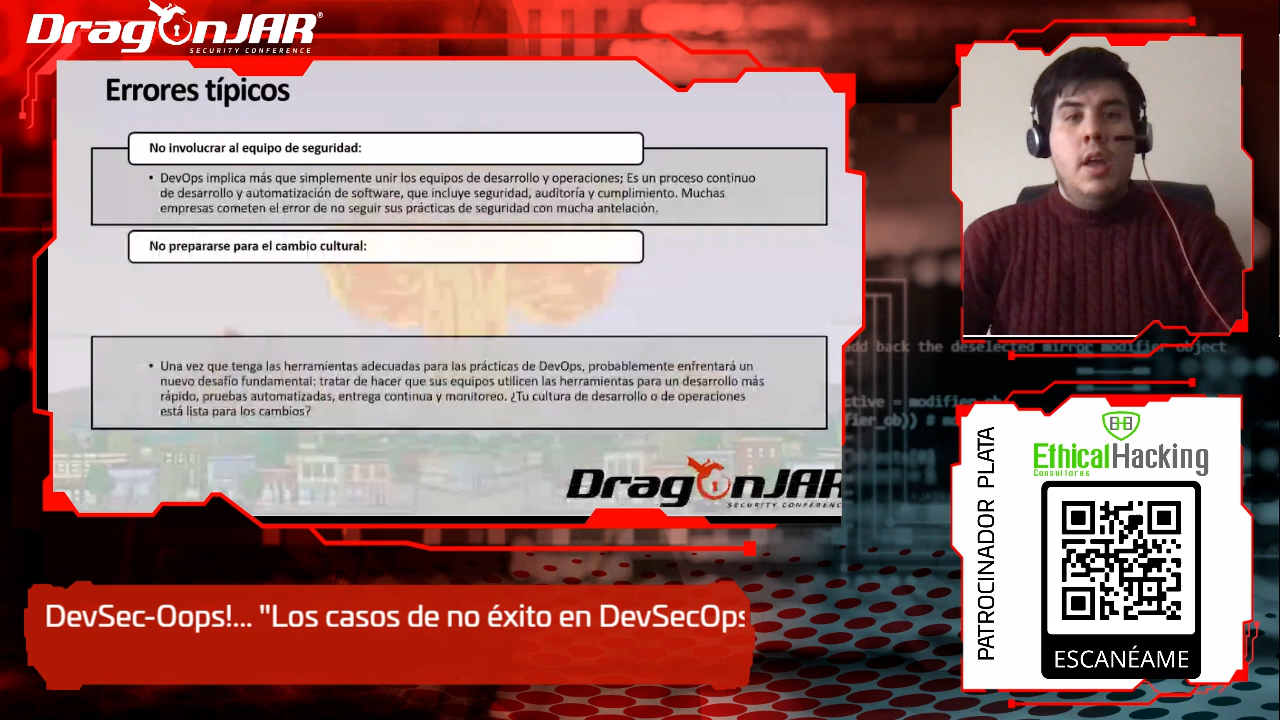 DragonJAR
SECURITY CONFERENCE
Errores típicos
No involucrar al equipo de seguridad:
• DevOps implica más que simplemente unir los equipos de desarrollo y operaciones; Es un proceso continuo
de desarrollo y automatización de software, que incluye seguridad, auditoría y cumplimiento. Muchas
empresas cometen el error de no seguir sus prácticas de seguridad con mucha antelación.
No prepararse para el cambio cultural:
• Una vez que tenga las herramientas adecuadas para las prácticas de DevOps, probablemente enfrentará un
nuevo desafío fundamental: tratar de hacer que sus equipos utilicen las herramientas para un desarrollo más
rápido, pruebas automatizadas, entrega continua y monitoreo. ¿Tu cultura de desarrollo o de operaciones
está lista para los cambios?
DragonJAR
SECURITY CONFERENCE
add back the deselected mirror modifier object
ctive = modifier_ob
fier_ob)) # mo
PATROCINADOR PLATA
EthicalHacking
Consultores
ESCANÉAME
DevSec-Oops!... "Los casos de no éxito en DevSecOps